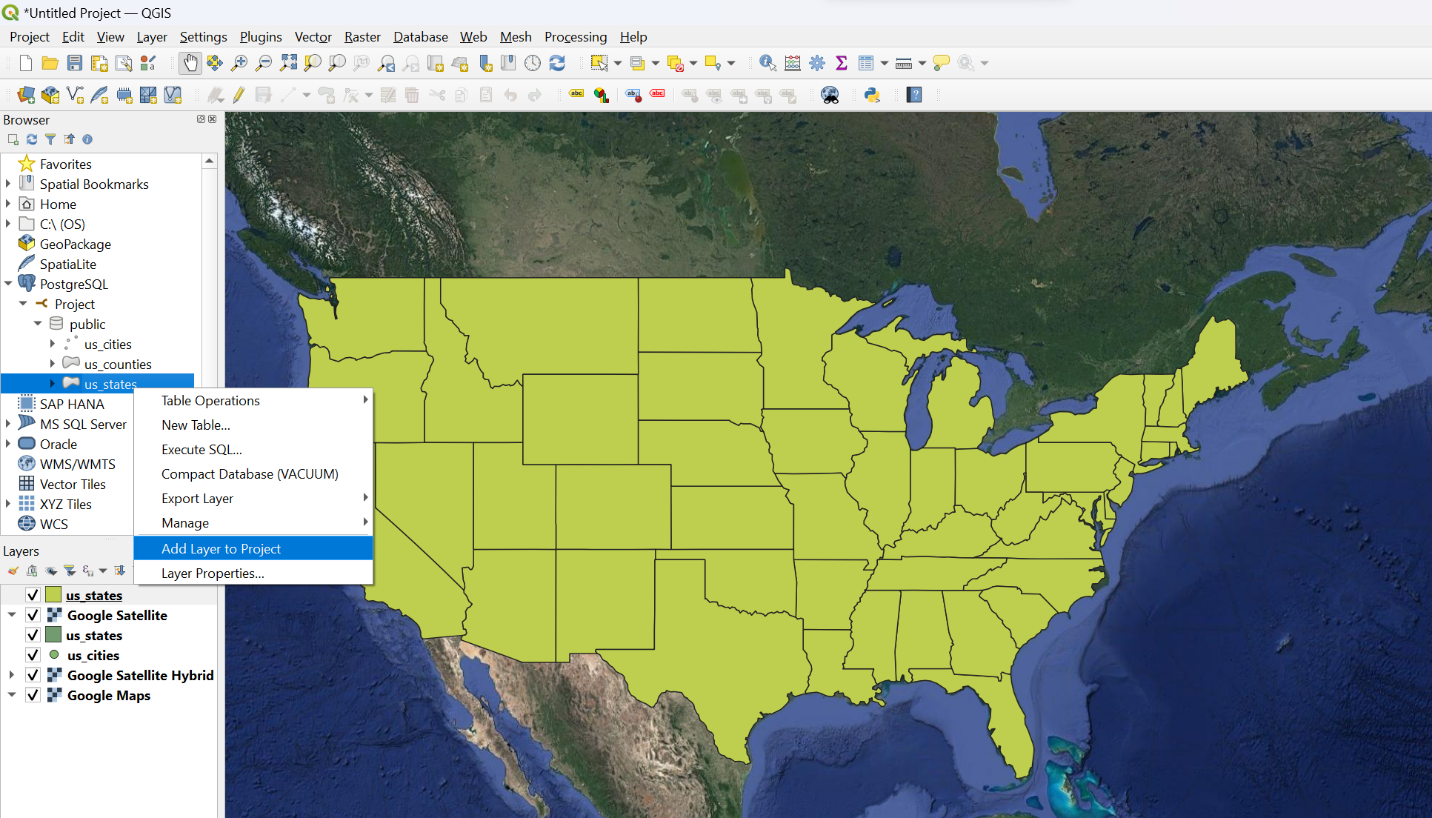 *Untitled Project — QGIS
Project Edit View Layer Settings Plugins Vector Raster Database Web Mesh Processing Help
abc abc
Browser
Favorites
Spatial Bookmarks
Home
C:\ (OS)
GeoPackage
SpatiaLite
PostgreSQL
Project
public
us_cities
us_counties
us_states
SAP HANA
MS SQL Server
Oracle
WMS/WMTS
Vector Tiles
XYZ Tiles
WCS
Table Operations
New Table...
Execute SQL...
Compact Database (VACUUM)
Export Layer
Manage
Add Layer to Project
Layer Properties...
Layers
us_states
Google Satellite
us_states
us_cities
Google Satellite Hybrid
Google Maps